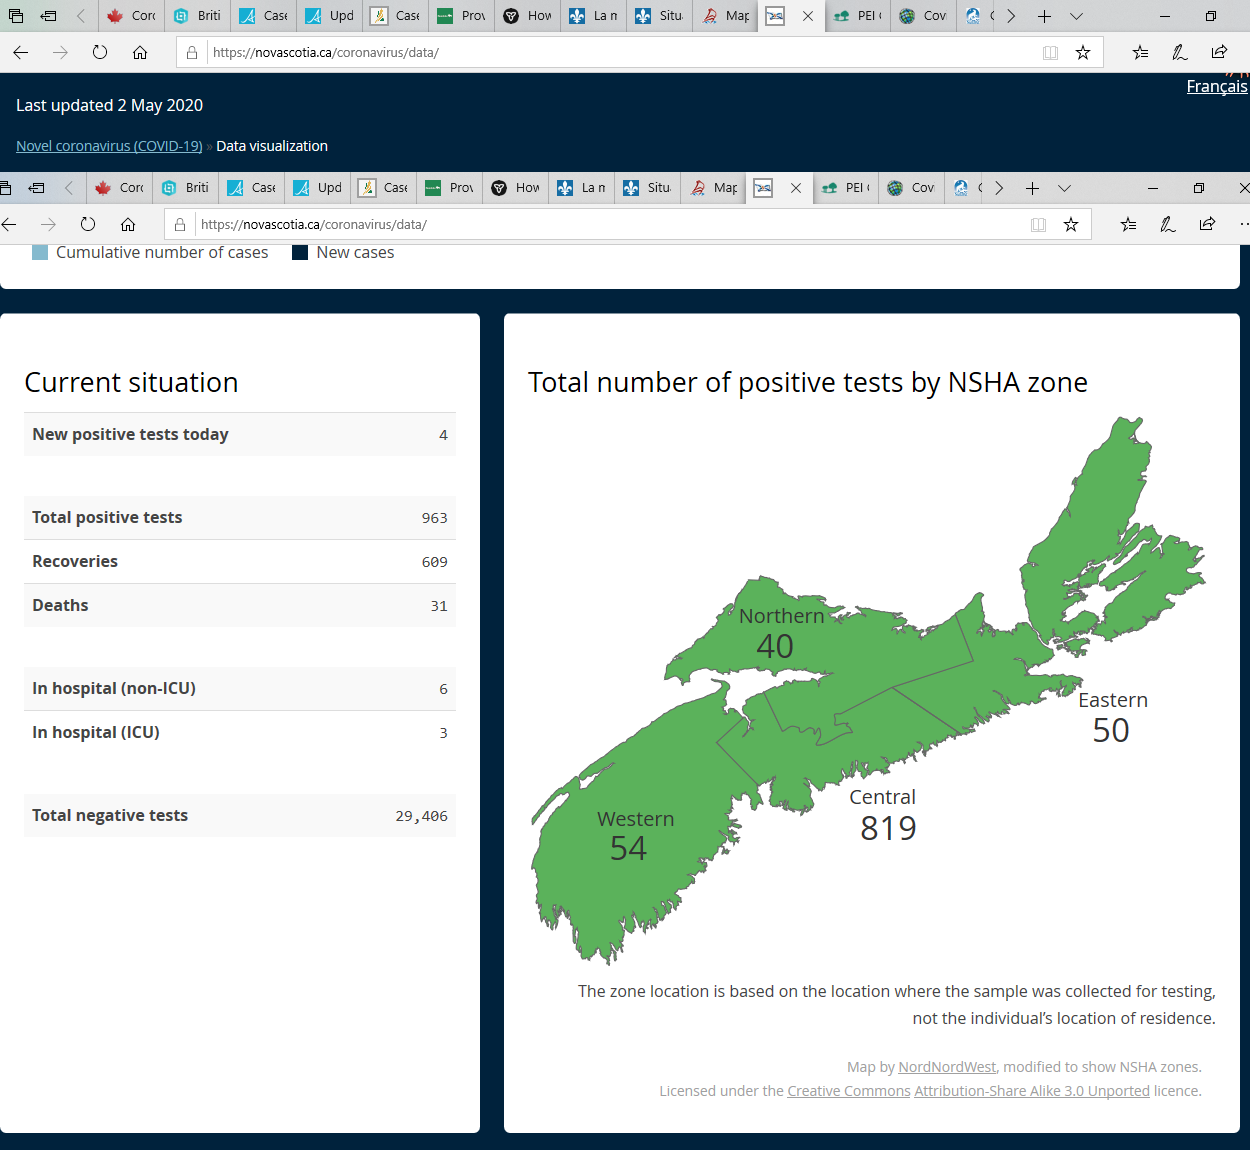 Corc
Briti
Case
Upd
Case
Prov
How
La n
Situ
Map
PEI (
Cov
https://novascotia.ca/coronavirus/data/
Français
Last updated 2 May 2020
Novel coronavirus (COVID-19) » Data visualization
Corc
Briti
Case
Upd
Case
Prov
How
La n
Situ
Map
PEI (
Cov
https://novascotia.ca/coronavirus/data/
Cumulative number of cases New cases
Current situation
New positive tests today 4
Total positive tests 963
Recoveries 609
Deaths 31
In hospital (non-ICU) 6
In hospital (ICU) 3
Total negative tests 29,406
Total number of positive tests by NSHA zone
Northern
40
Eastern
50
Central
819
Western
54
The zone location is based on the location where the sample was collected for testing,
not the individual's location of residence.
Map by NordNordWest, modified to show NSHA zones.
Licensed under the Creative Commons Attribution-Share Alike 3.0 Unported licence.